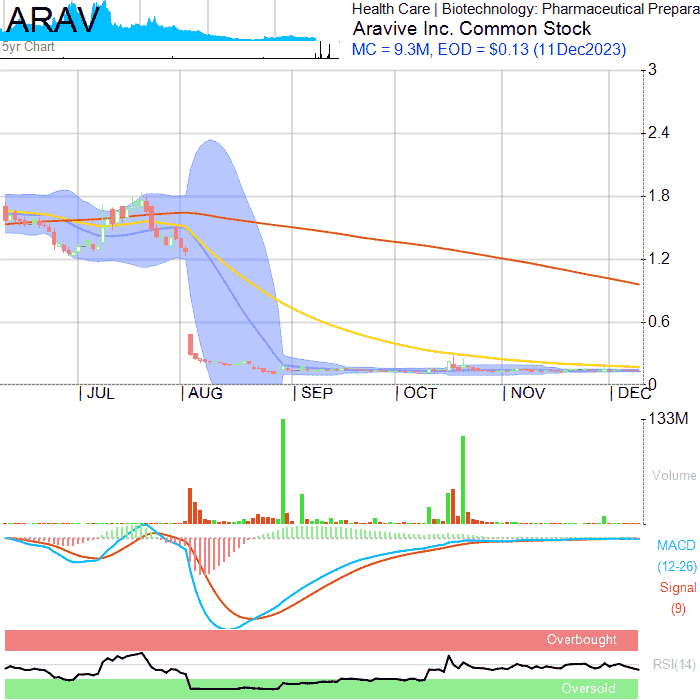 ARAV
5yr Chart
Health Care | Biotechnology: Pharmaceutical Prepara
Aravive Inc. Common Stock
MC = 9.3M, EOD = $0.13 (11Dec2023)
3
2.4
1.8
1.2
0.6
0
JUL AUG SEP OCT NOV DEC
133M
Volume
MACD
(12-26)
Signal
(9)
Overbought
RSI(14)
Oversold